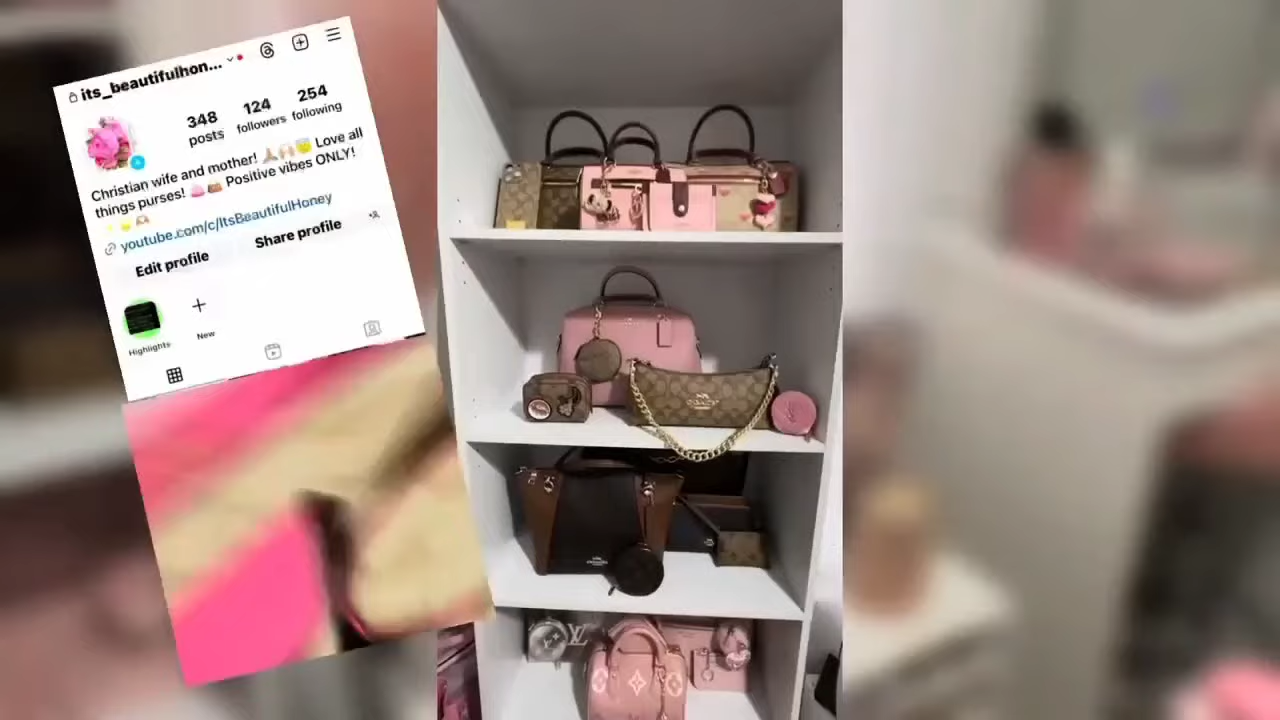 its_beautifulhon...
348 posts
124 followers
254 following
Christian wife and mother! 🙏🏽🫶🏼😇 Love all
things purses! 👛👜 Positive vibes ONLY!
youtube.com/c/ItsBeautifulHoney
Edit profile
Share profile
Highlights
New
COACH
LV